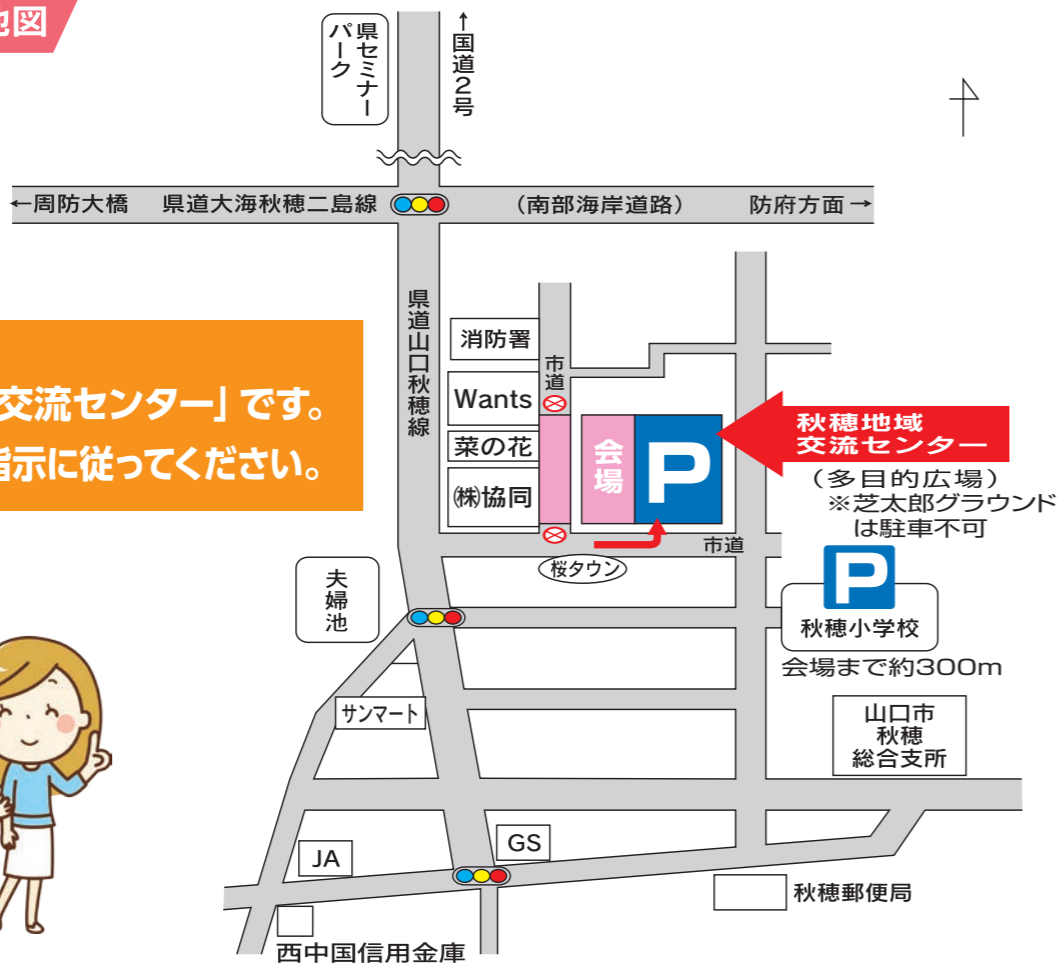 地図
県セミナー
パーク
↑国道2号
←周防大橋 県道大海秋穂二島線 (南部海岸道路) 防府方面→
県道山口秋穂線
消防署
市道
Wants
菜の花
㈱協同
会場
P
秋穂地域
交流センター
(多目的広場)
※芝太郎グラウンド
は駐車不可
交流センター」です。
指示に従ってください。
市道
桜タウン
夫婦池
P
秋穂小学校
会場まで約300m
サンマート
山口市
秋穂
総合支所
JA
GS
秋穂郵便局
西中国信用金庫